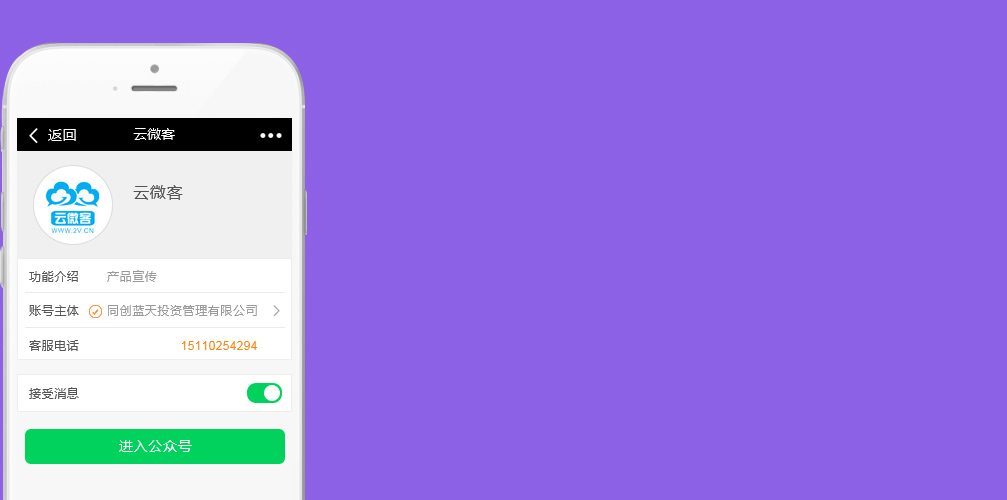 返回 云微客
云微客
WWW.2V.CN
云微客
功能介绍 产品宣传
账号主体 同创蓝天投资管理有限公司
客服电话 15110254294
接受消息
进入公众号